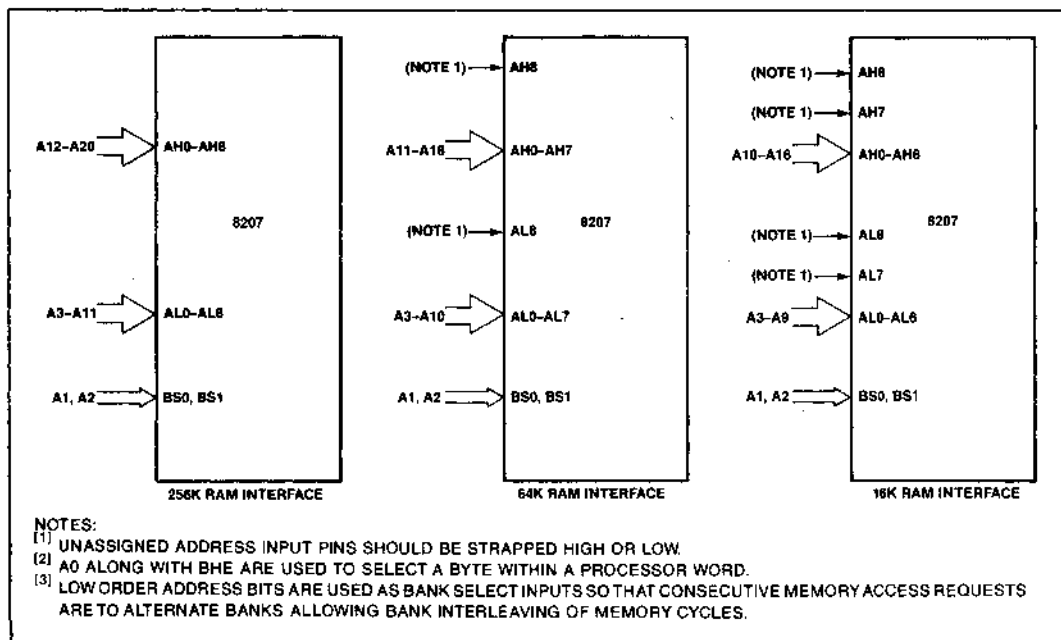 A12–A20
AH0–AH8
8207
A3–A11
AL0–AL8
A1, A2
BS0, BS1
256K RAM INTERFACE
(NOTE 1)
AH8
A11–A18
AH0–AH7
8207
(NOTE 1)
AL8
A3–A10
AL0–AL7
A1, A2
BS0, BS1
64K RAM INTERFACE
(NOTE 1)
AH8
(NOTE 1)
AH7
A10–A16
AH0–AH6
8207
(NOTE 1)
AL8
(NOTE 1)
AL7
A3–A9
AL0–AL6
A1, A2
BS0, BS1
16K RAM INTERFACE
NOTES:
[1] UNASSIGNED ADDRESS INPUT PINS SHOULD BE STRAPPED HIGH OR LOW.
[2] A0 ALONG WITH BHE ARE USED TO SELECT A BYTE WITHIN A PROCESSOR WORD.
[3] LOW ORDER ADDRESS BITS ARE USED AS BANK SELECT INPUTS SO THAT CONSECUTIVE MEMORY ACCESS REQUESTS
ARE TO ALTERNATE BANKS ALLOWING BANK INTERLEAVING OF MEMORY CYCLES.